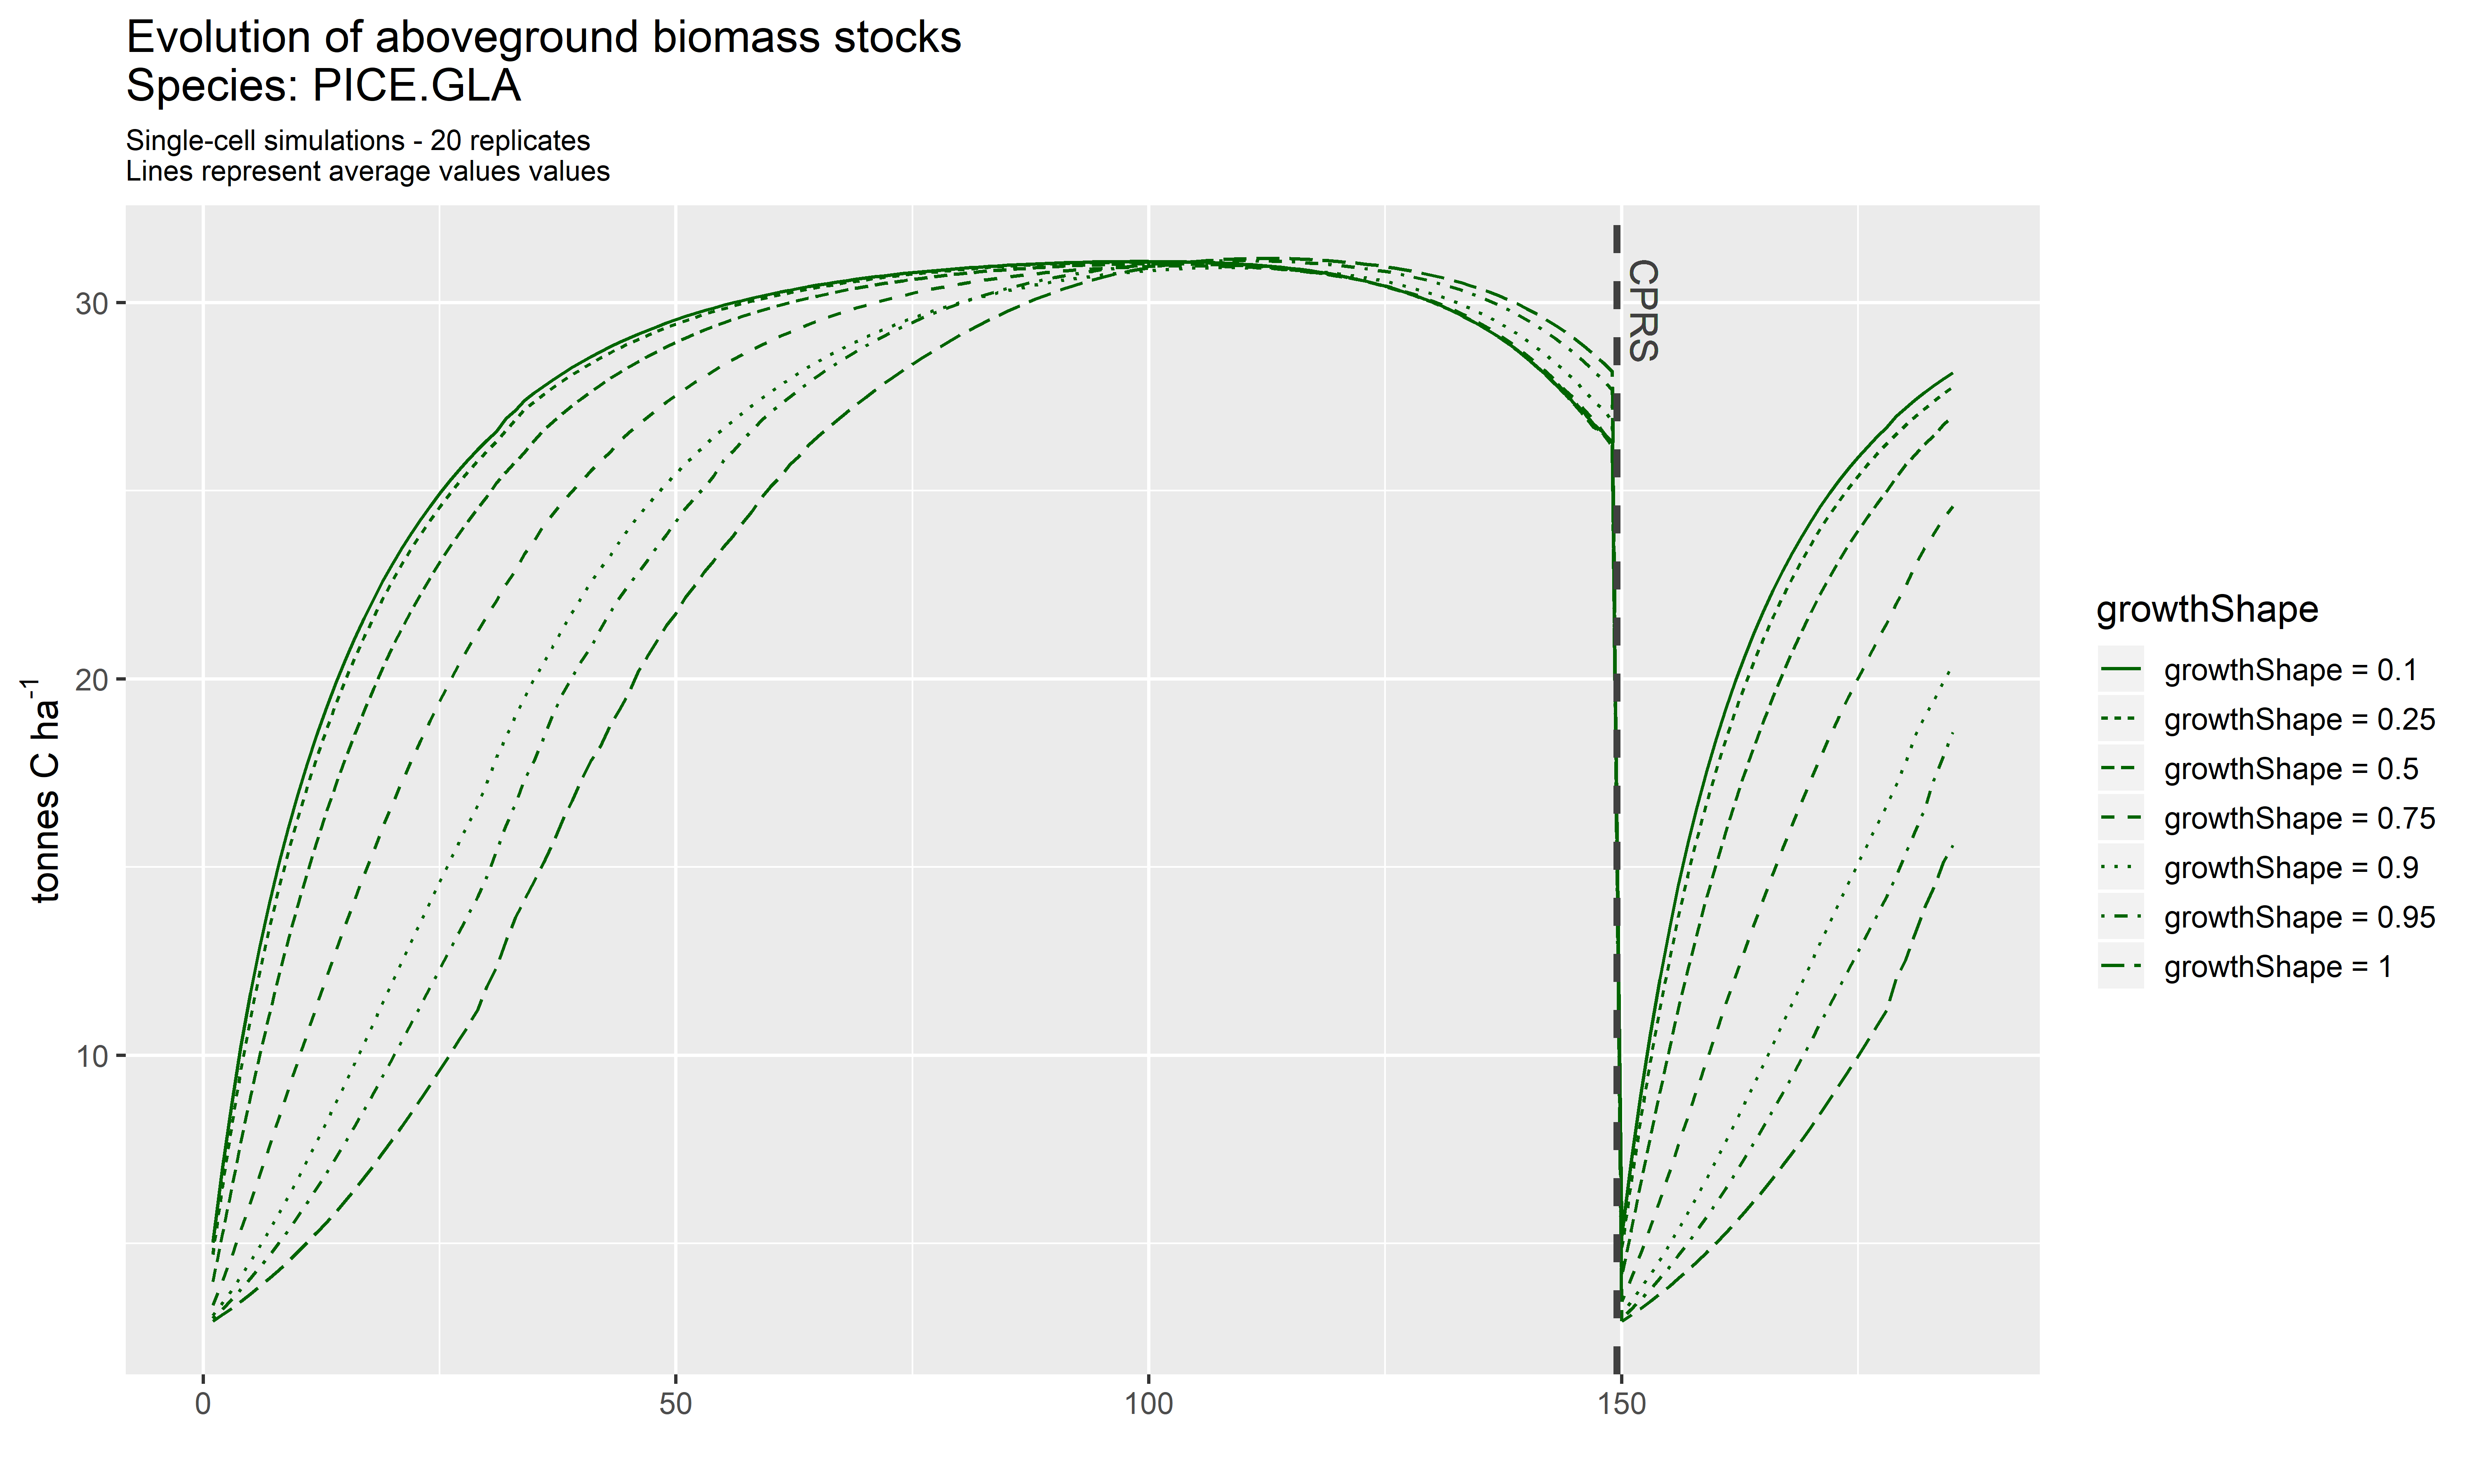 Evolution of aboveground biomass stocks
Species: PICE.GLA
Single-cell simulations - 20 replicates
Lines represent average values values
CPRS
30
20
10
tonnes C ha⁻¹
0
50
100
150
growthShape
growthShape = 0.1
growthShape = 0.25
growthShape = 0.5
growthShape = 0.75
growthShape = 0.9
growthShape = 0.95
growthShape = 1